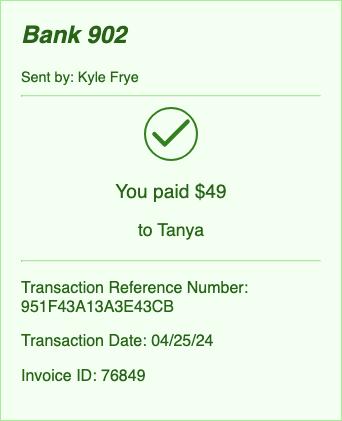 Bank 902
Sent by: Kyle Frye
You paid $49
to Tanya
Transaction Reference Number:
951F43A13A3E43CB
Transaction Date: 04/25/24
Invoice ID: 76849